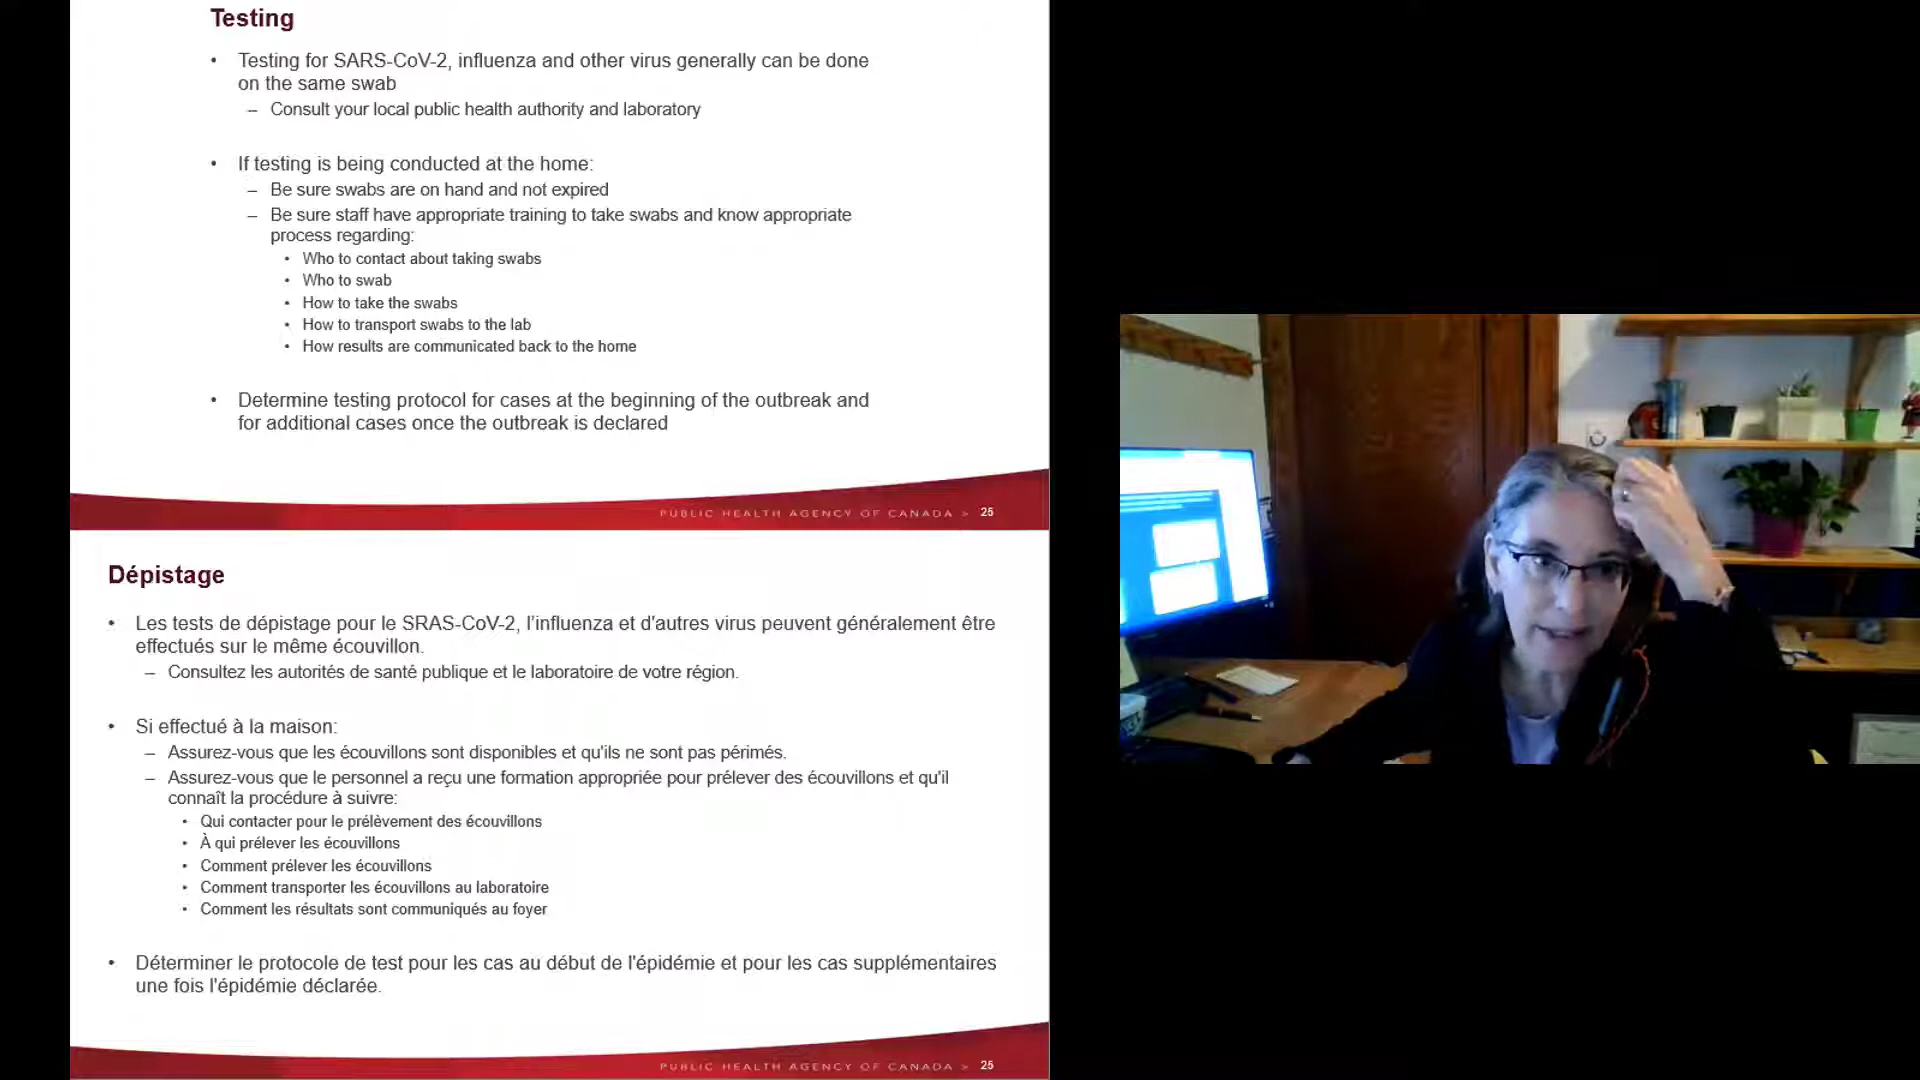 Testing
• Testing for SARS-CoV-2, influenza and other virus generally can be done
on the same swab
– Consult your local public health authority and laboratory
• If testing is being conducted at the home:
– Be sure swabs are on hand and not expired
– Be sure staff have appropriate training to take swabs and know appropriate
process regarding:
• Who to contact about taking swabs
• Who to swab
• How to take the swabs
• How to transport swabs to the lab
• How results are communicated back to the home
• Determine testing protocol for cases at the beginning of the outbreak and
for additional cases once the outbreak is declared
PUBLIC HEALTH AGENCY OF CANADA > 25
Dépistage
• Les tests de dépistage pour le SRAS-CoV-2, l'influenza et d'autres virus peuvent généralement être
effectués sur le même écouvillon.
– Consultez les autorités de santé publique et le laboratoire de votre région.
• Si effectué à la maison:
– Assurez-vous que les écouvillons sont disponibles et qu'ils ne sont pas périmés.
– Assurez-vous que le personnel a reçu une formation appropriée pour prélever des écouvillons et qu'il
connaît la procédure à suivre:
• Qui contacter pour le prélèvement des écouvillons
• À qui prélever les écouvillons
• Comment prélever les écouvillons
• Comment transporter les écouvillons au laboratoire
• Comment les résultats sont communiqués au foyer
• Déterminer le protocole de test pour les cas au début de l'épidémie et pour les cas supplémentaires
une fois l'épidémie déclarée.
PUBLIC HEALTH AGENCY OF CANADA > 25